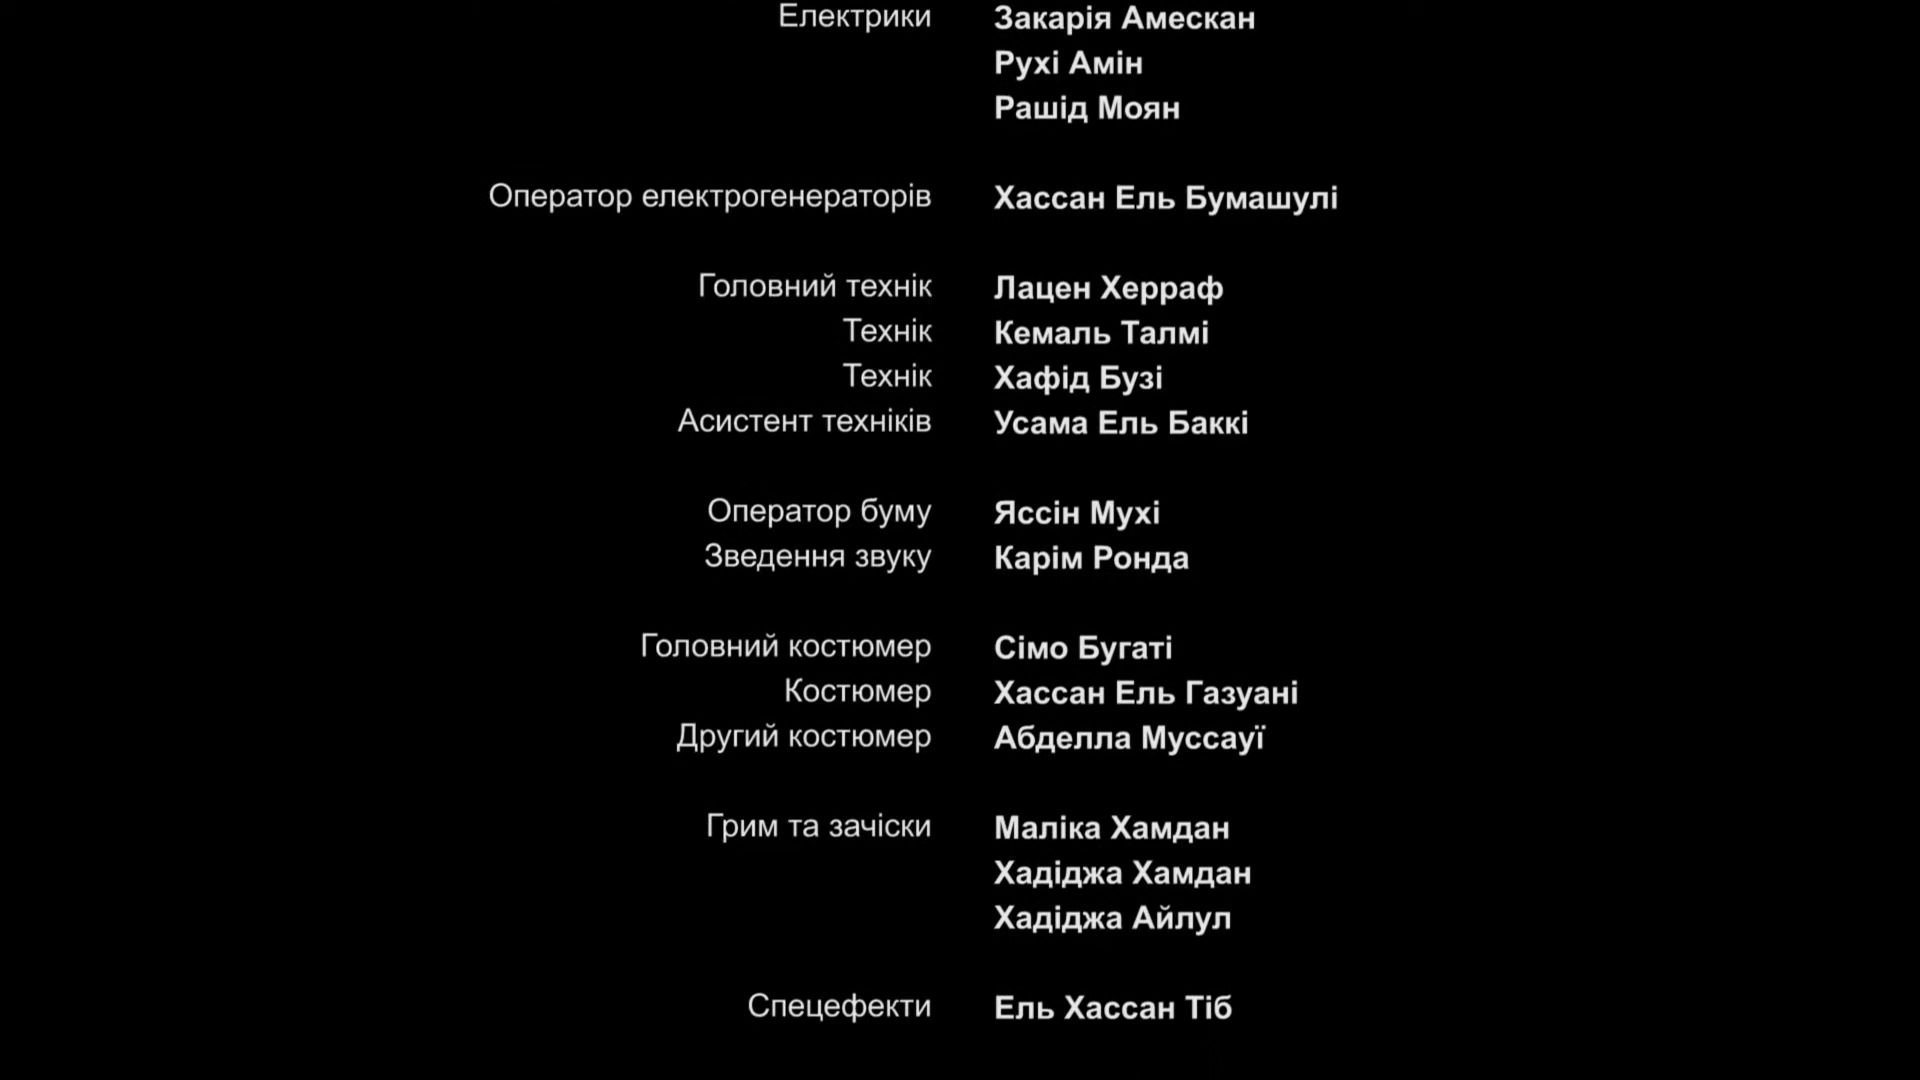 Електрики Закарія Амескан
Рухі Амін
Рашід Моян
Оператор електрогенераторів Хассан Ель Бумашулі
Головний технік Лацен Херраф
Технік Кемаль Талмі
Технік Хафід Бузі
Асистент техніків Усама Ель Баккі
Оператор буму Яссін Мухі
Зведення звуку Карім Ронда
Головний костюмер Сімо Бугаті
Костюмер Хассан Ель Газуані
Другий костюмер Абделла Муссауї
Грим та зачіски Маліка Хамдан
Хадіджа Хамдан
Хадіджа Айлул
Спецефекти Ель Хассан Тіб